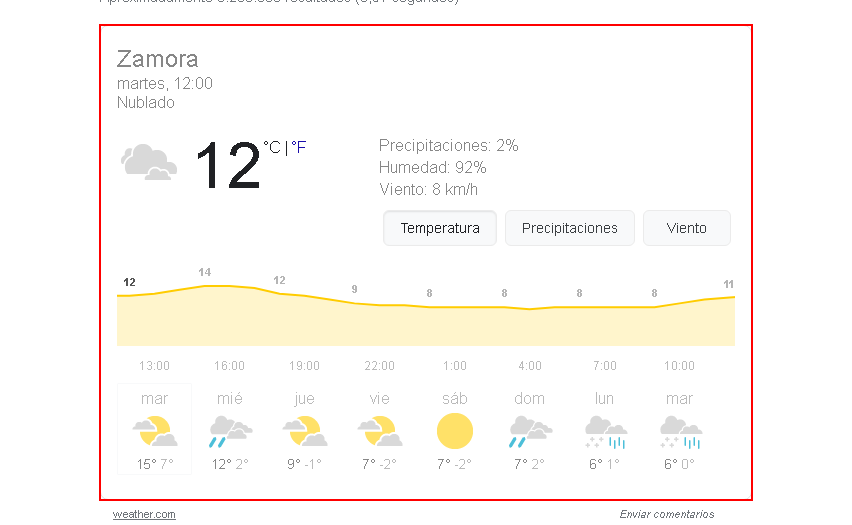 Zamora
martes, 12:00
Nublado
12 °C | °F
Precipitaciones: 2%
Humedad: 92%
Viento: 8 km/h
Temperatura Precipitaciones Viento
12 14 12 9 8 8 8 8 11
13:00 16:00 19:00 22:00 1:00 4:00 7:00 10:00
mar mié jue vie sáb dom lun mar
15° 7° 12° 2° 9° -1° 7° -2° 7° -2° 7° 2° 6° 1° 6° 0°
weather.com Enviar comentarios